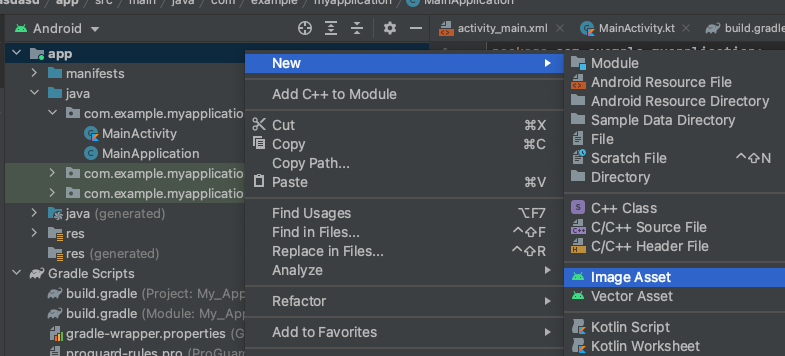 asdasd app src main java com example myapplication MainActivity
Android
activity_main.xml
MainActivity.kt
build.gradle
app
manifests
java
com.example.myapplicatio
MainActivity
MainApplication
com.example.myapplicatio
com.example.myapplicatio
java (generated)
res
res (generated)
Gradle Scripts
build.gradle (Project: My_App
build.gradle (Module: My_App
gradle-wrapper.properties (G
proguard-rules.pro (ProGuar
New
Add C++ to Module
Cut ⌘X
Copy ⌘C
Copy Path...
Paste ⌘V
Find Usages ⌥F7
Find in Files... ^⇧F
Replace in Files... ^⇧R
Analyze
Refactor
Add to Favorites
Module
Android Resource File
Android Resource Directory
Sample Data Directory
File
Scratch File ^⇧N
Directory
C++ Class
C/C++ Source File
C/C++ Header File
Image Asset
Vector Asset
Kotlin Script
Kotlin Worksheet